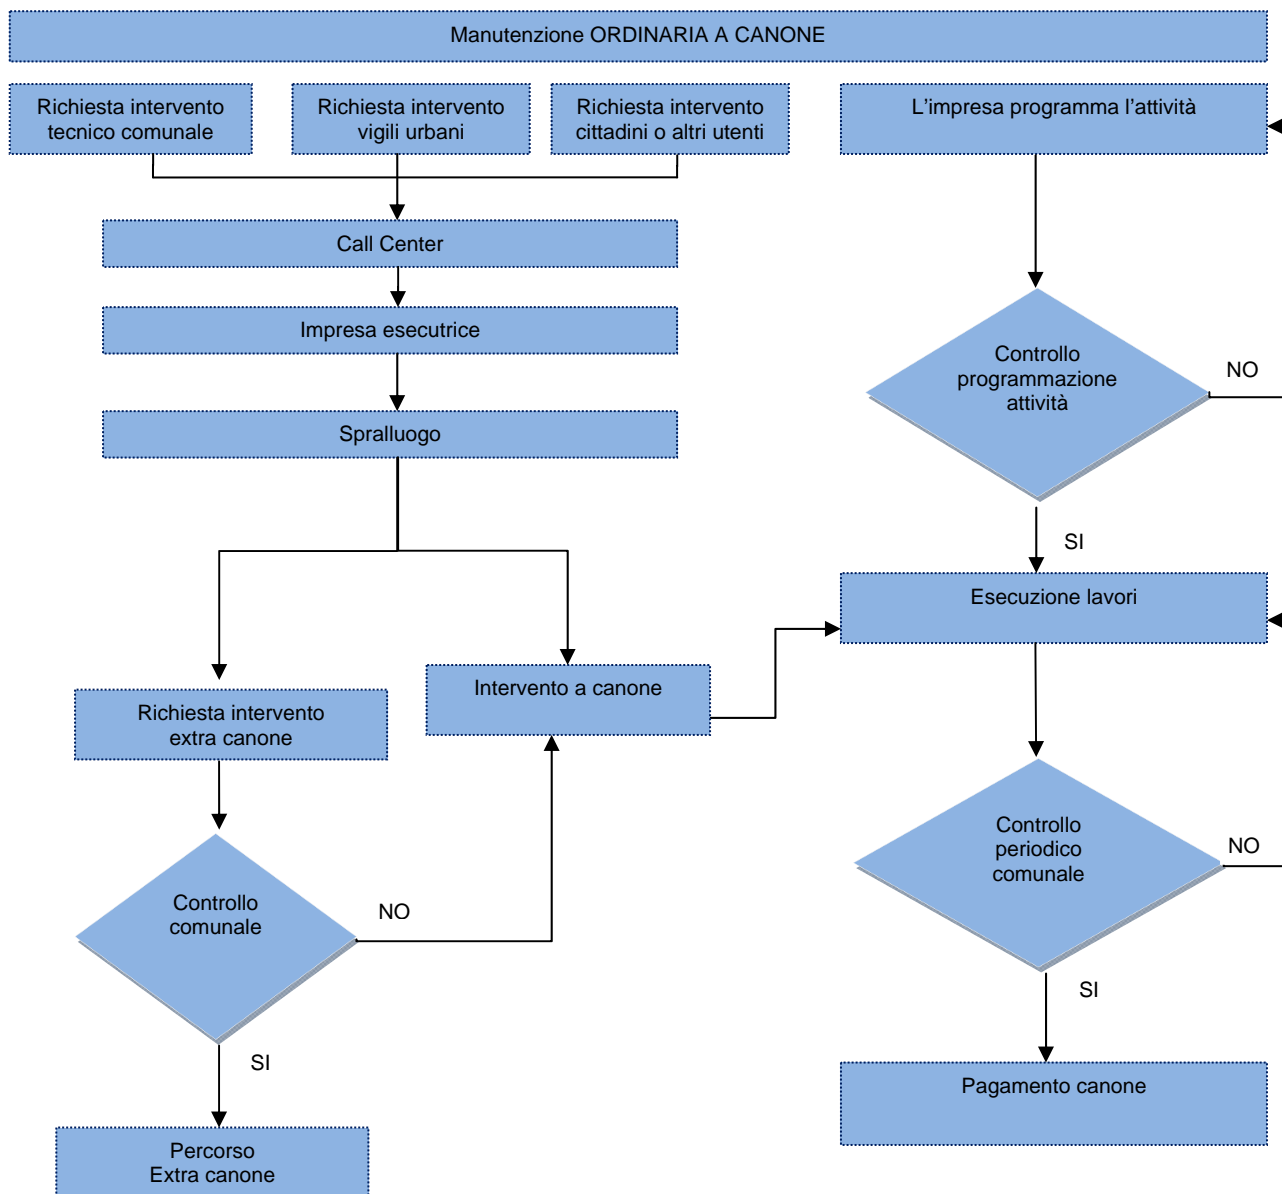 Manutenzione ORDINARIA A CANONE
Richiesta intervento
tecnico comunale
Richiesta intervento
vigili urbani
Richiesta intervento
cittadini o altri utenti
L'impresa programma l'attività
Call Center
Impresa esecutrice
Spralluogo
Controllo
programmazione
attività
NO
SI
Esecuzione lavori
Intervento a canone
Richiesta intervento
extra canone
Controllo
comunale
NO
SI
Percorso
Extra canone
Controllo
periodico
comunale
NO
SI
Pagamento canone